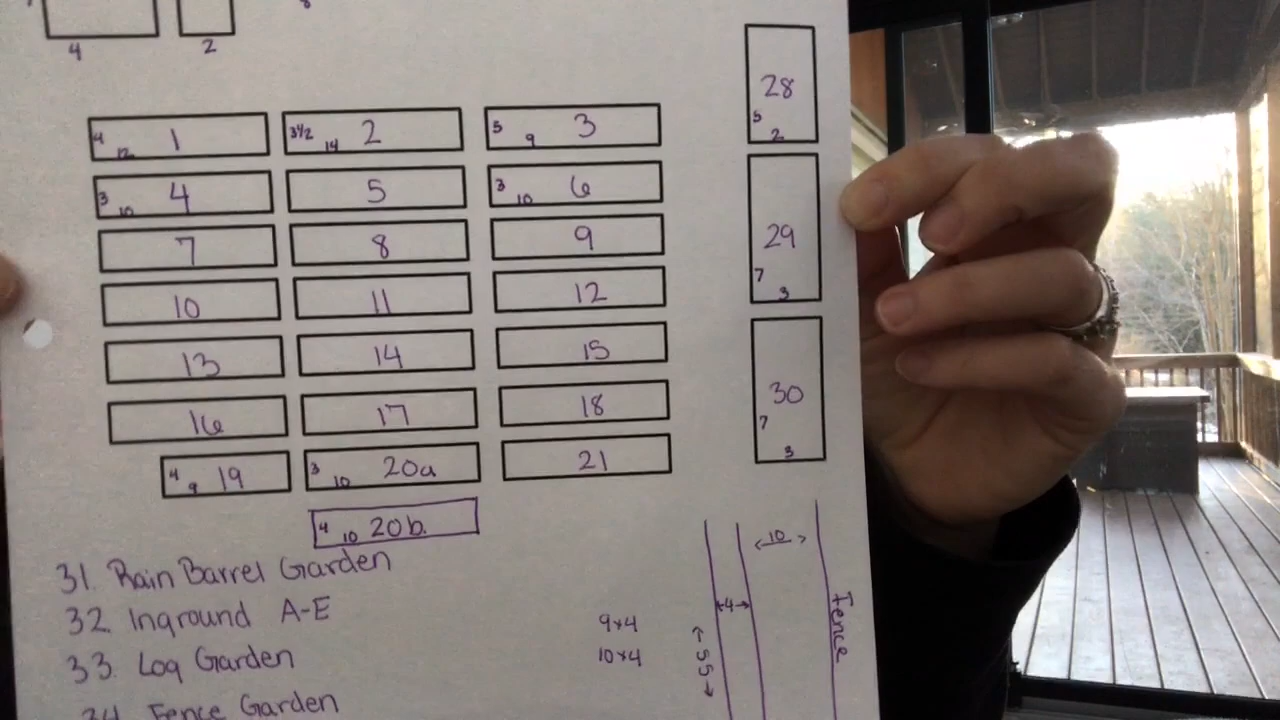 4 2
28
5 2
4 12 1 3½ 14 2 5 9 3
3 10 4 5 3 10 6
7 8 9
29
7 3
10 11 12
13 14 15
30
7 3
16 17 18
4 9 19 3 10 20a 21
4 10 20b.
10
4
55
Fence
9x4
10x4
31. Rain Barrel Garden
32 Inground A-E
33. Log Garden
34 Fence Garden